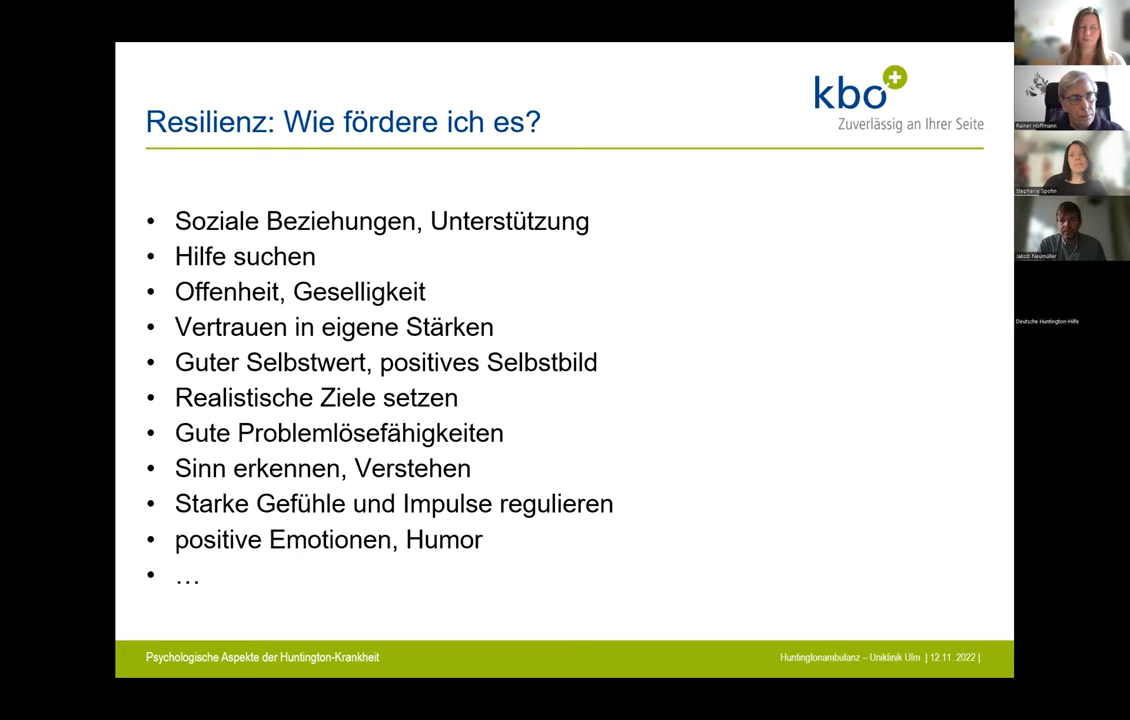 kbo
Zuverlässig an Ihrer Seite
Resilienz: Wie fördere ich es?
• Soziale Beziehungen, Unterstützung
• Hilfe suchen
• Offenheit, Geselligkeit
• Vertrauen in eigene Stärken
• Guter Selbstwert, positives Selbstbild
• Realistische Ziele setzen
• Gute Problemlösefähigkeiten
• Sinn erkennen, Verstehen
• Starke Gefühle und Impulse regulieren
• positive Emotionen, Humor
• …
Psychologische Aspekte der Huntington-Krankheit
Huntingtonambulanz – Uniklinik Ulm | 12.11. 2022 |
Rainer Hoffmann
Stephanie Spohn
Jakob Neumüller
Deutsche Huntington-Hilfe